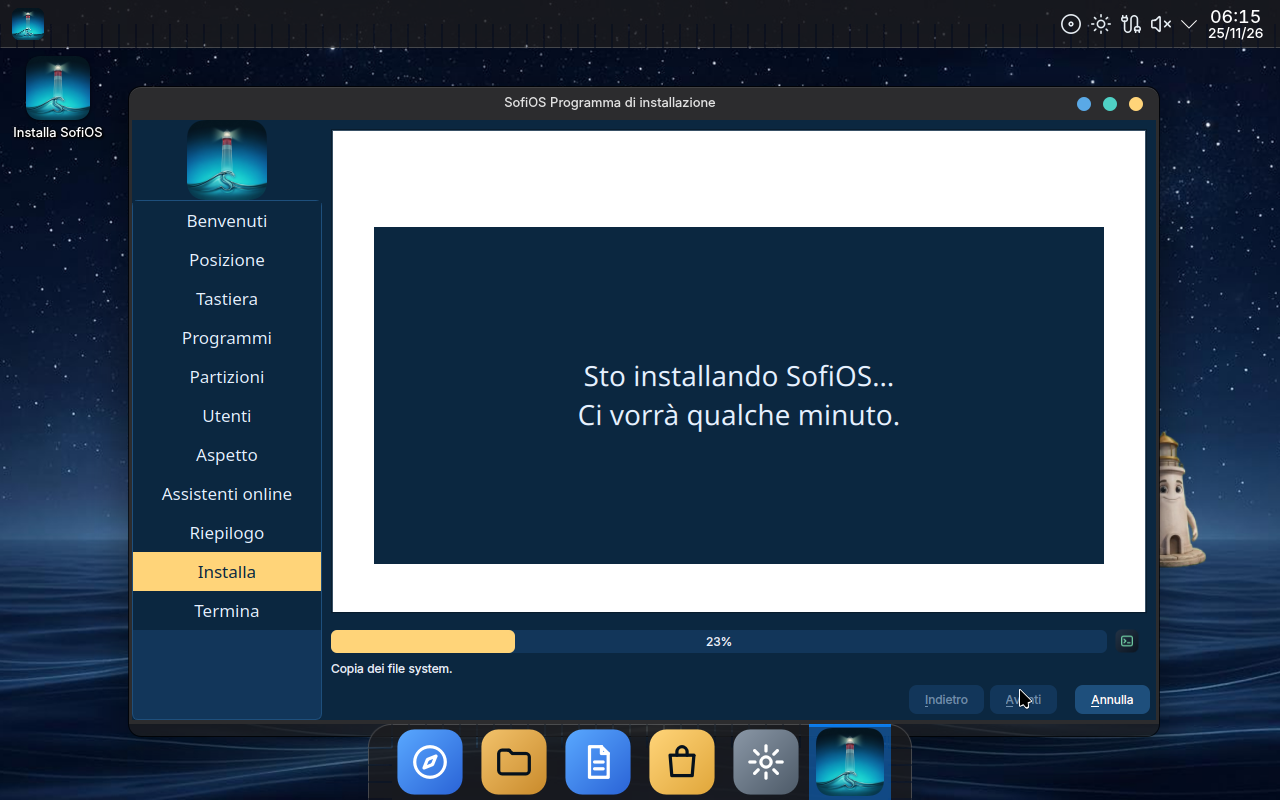 06:15
25/11/26
Installa SofiOS
SofiOS Programma di installazione
Benvenuti
Posizione
Tastiera
Programmi
Partizioni
Utenti
Aspetto
Assistenti online
Riepilogo
Installa
Termina
Sto installando SofiOS...
Ci vorrà qualche minuto.
23%
Copia dei file system.
Indietro
Annulla